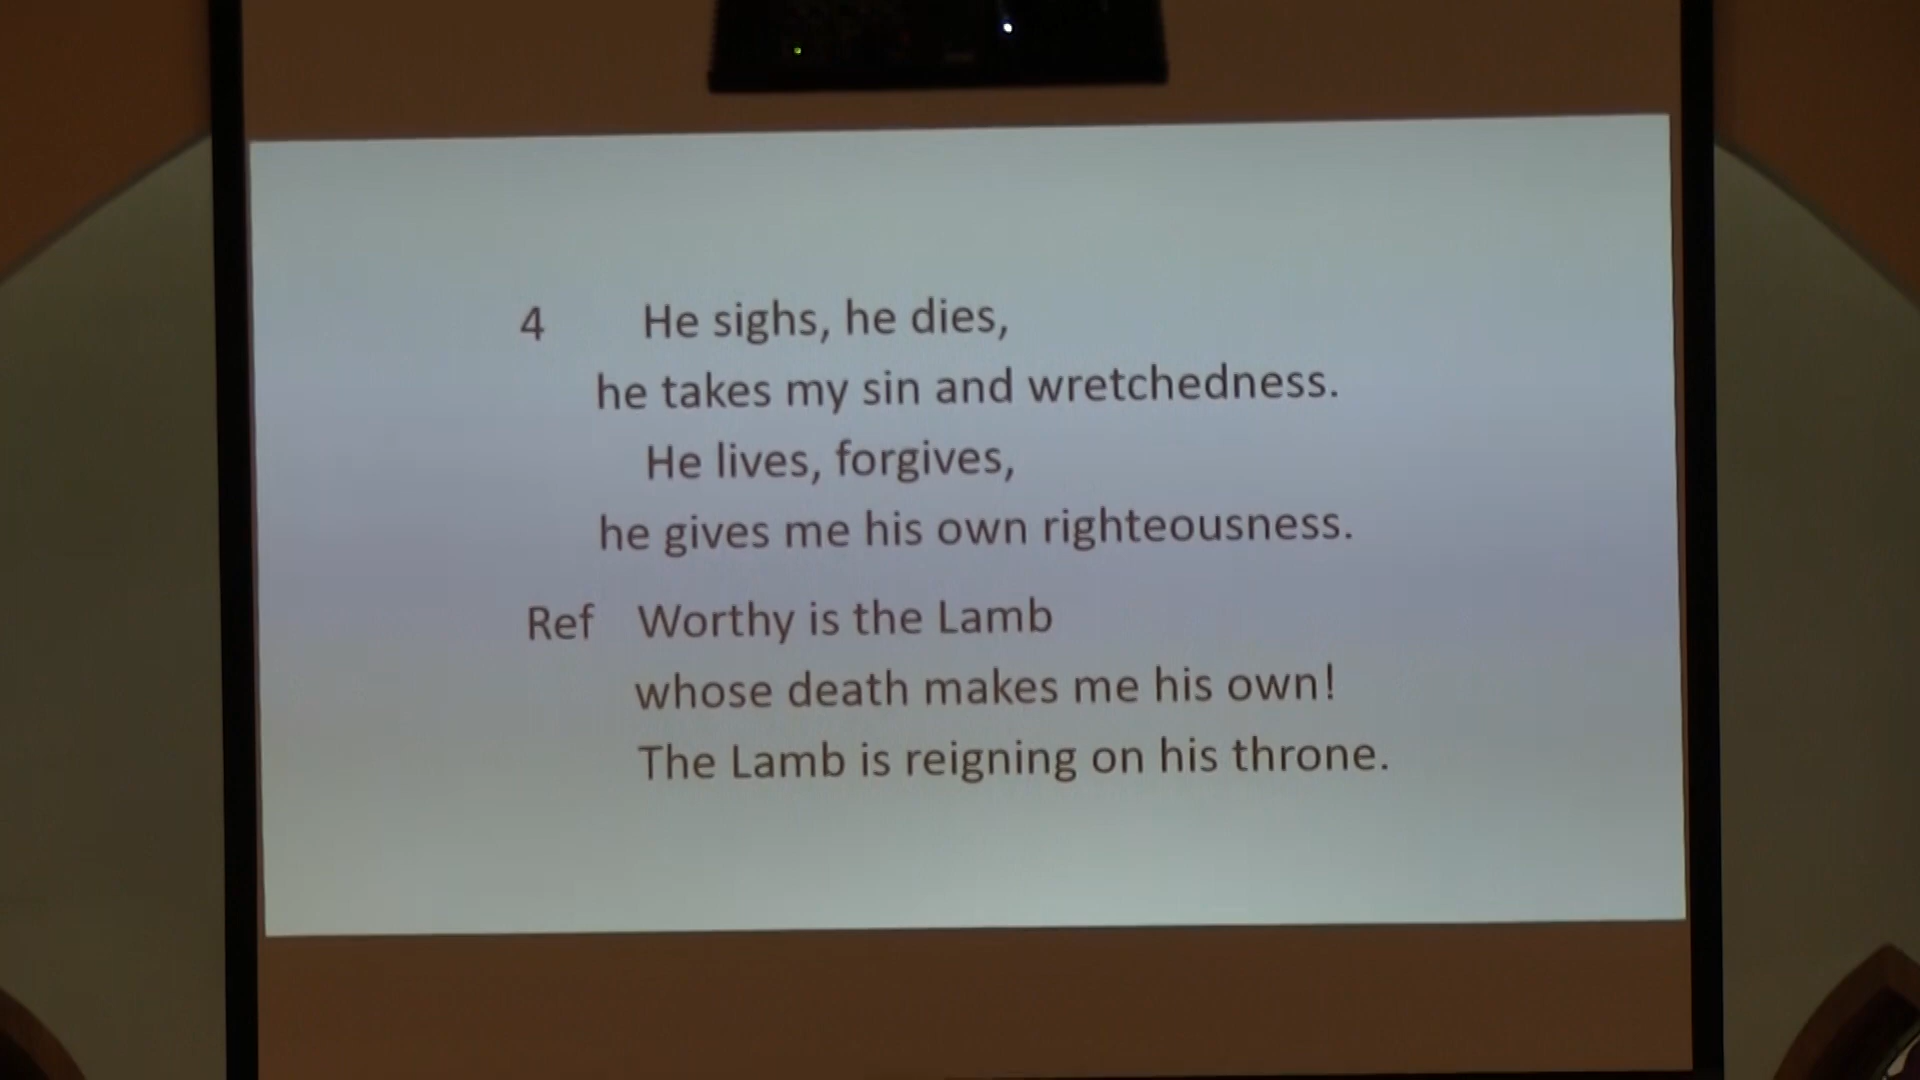 4 He sighs, he dies,
he takes my sin and wretchedness.
He lives, forgives,
he gives me his own righteousness.
Ref Worthy is the Lamb
whose death makes me his own!
The Lamb is reigning on his throne.